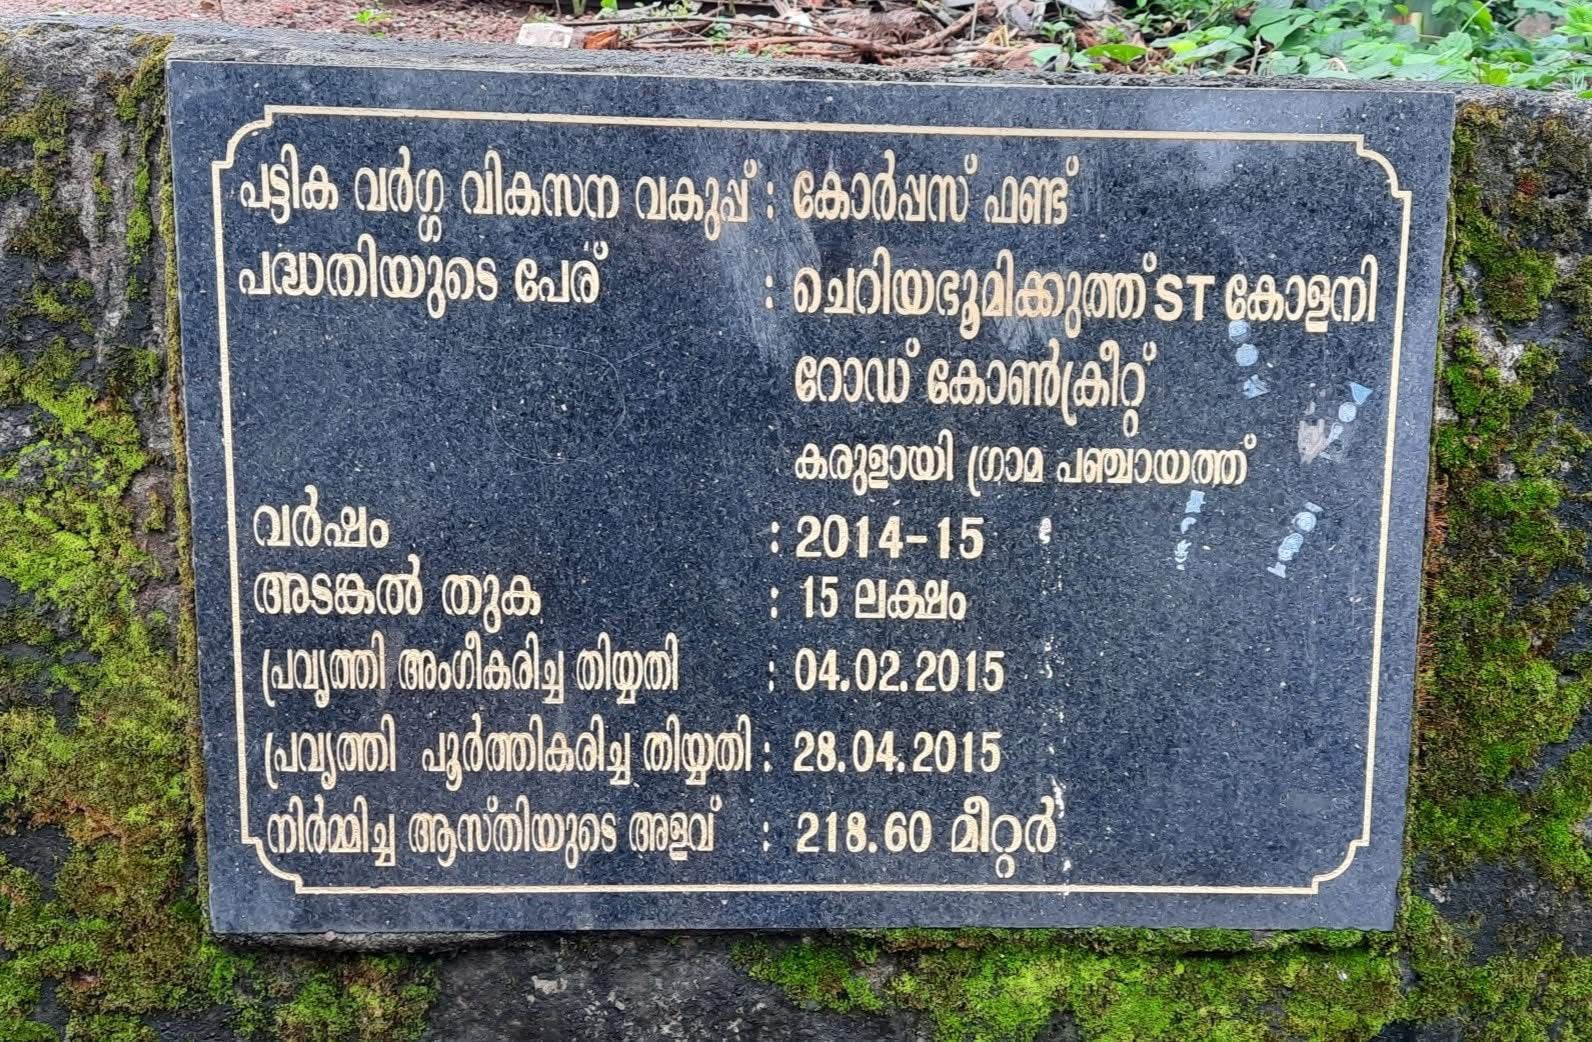 പട്ടിക വർഗ്ഗ വികസന വകുപ്പ് : കോർപ്പസ് ഫണ്ട്
പദ്ധതിയുടെ പേര് : ചെറിയഭൂമിക്കുത്ത് ST കോളനി
റോഡ് കോൺക്രീറ്റ്
കരുളായി ഗ്രാമ പഞ്ചായത്ത്
വർഷം : 2014-15
അടങ്കൽ തുക : 15 ലക്ഷം
പ്രവൃത്തി അംഗീകരിച്ച തിയ്യതി : 04.02.2015
പ്രവൃത്തി പൂർത്തികരിച്ച തിയ്യതി : 28.04.2015
നിർമ്മിച്ച ആസ്തിയുടെ അളവ് : 218.60 മീറ്റർ